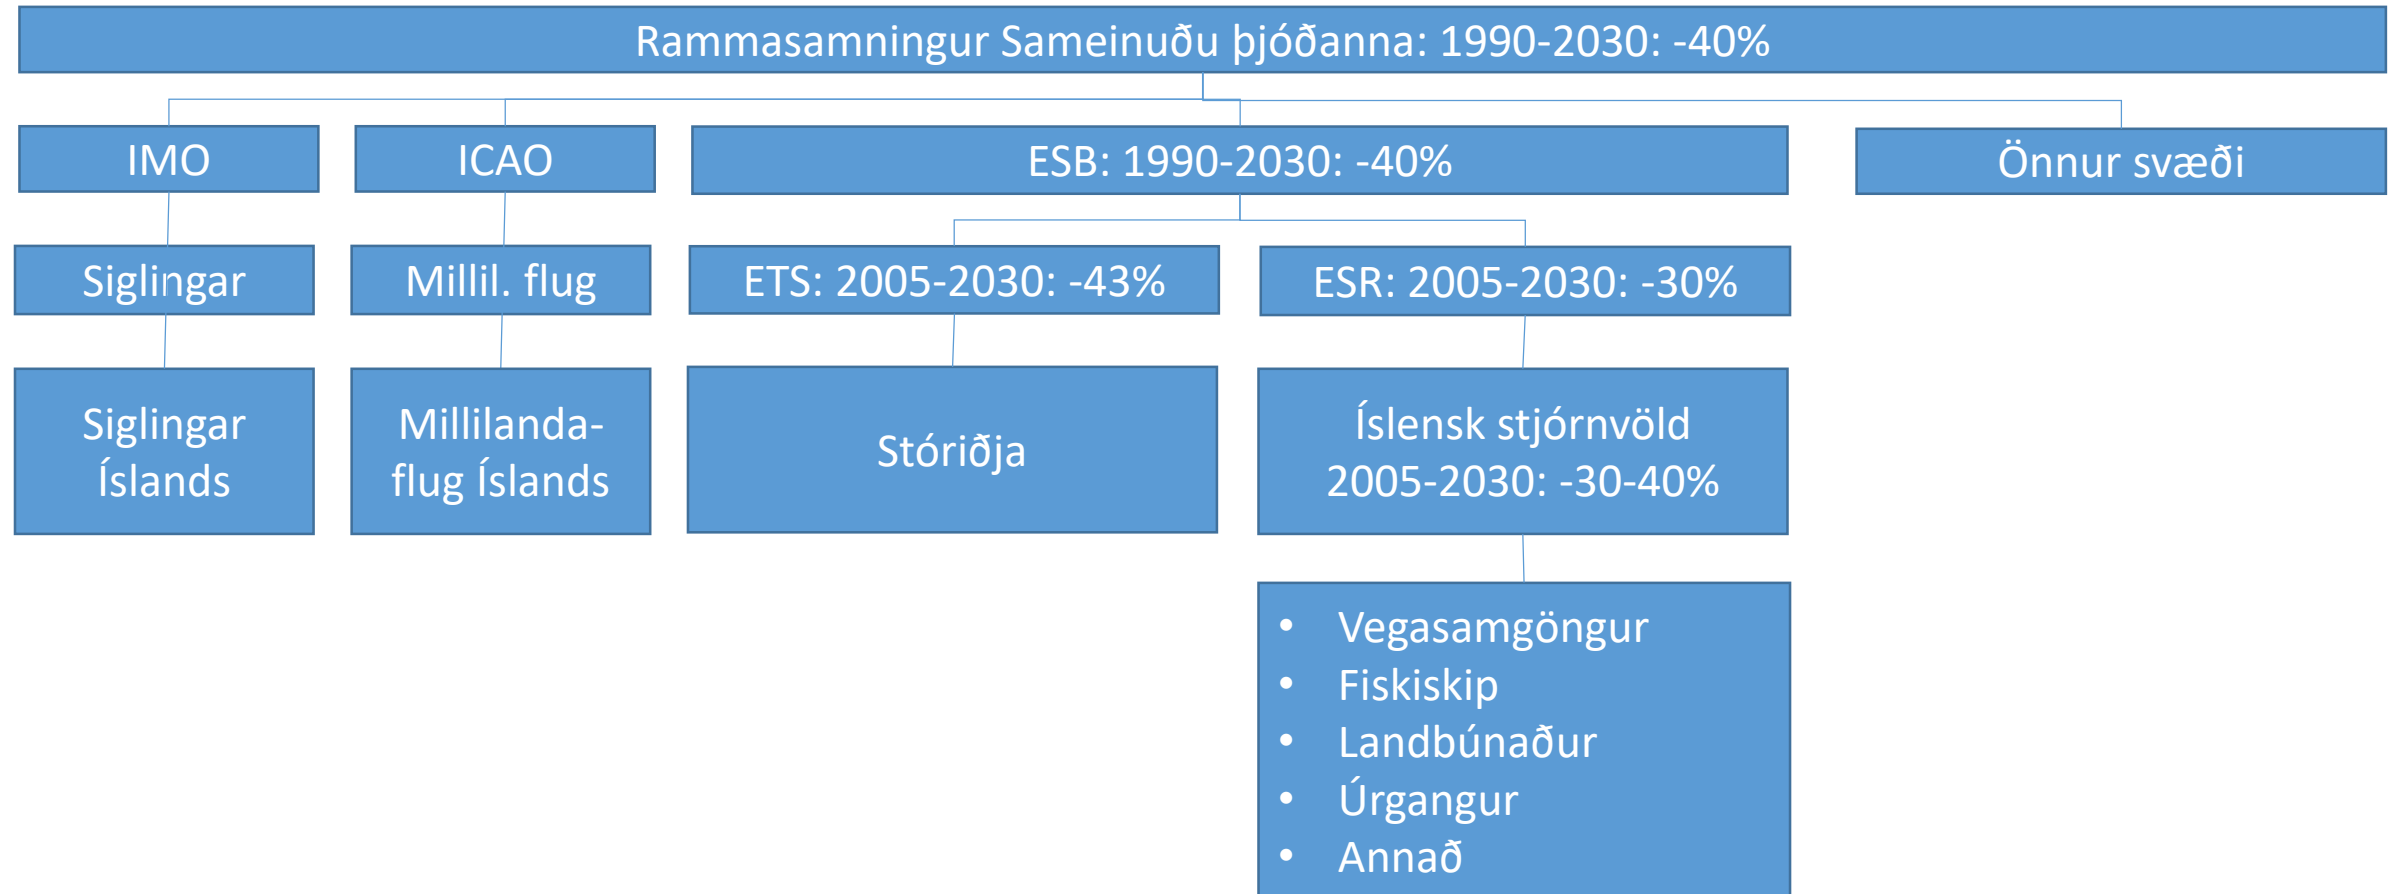 Rammasamningur Sameinuðu þjóðanna: 1990-2030: -40%
IMO
ICAO
ESB: 1990-2030: -40%
Önnur svæði
Siglingar
Millil. flug
ETS: 2005-2030: -43%
ESR: 2005-2030: -30%
Siglingar
Íslands
Millilanda-
flug Íslands
Stóriðja
Íslensk stjórnvöld
2005-2030: -30-40%
• Vegasamgöngur
• Fiskiskip
• Landbúnaður
• Úrgangur
• Annað